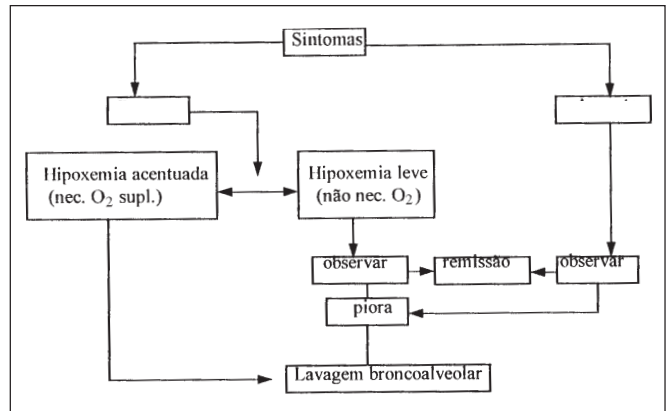 Sintomas
Hipoxemia acentuada
(nec. O₂ supl.)
Hipoxemia leve
(não nec. O₂)
observar
remissão
observar
piora
Lavagem broncoalveolar